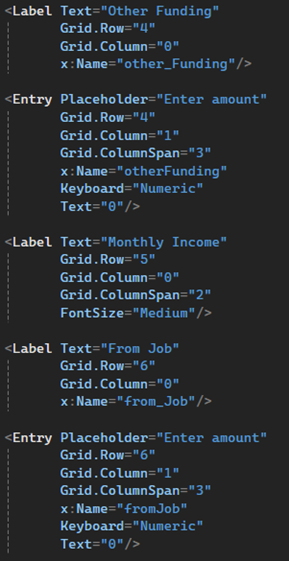 <Label Text="Other Funding"
Grid.Row="4"
Grid.Column="0"
x:Name="other_Funding"/>
<Entry Placeholder="Enter amount"
Grid.Row="4"
Grid.Column="1"
Grid.ColumnSpan="3"
x:Name="otherFunding"
Keyboard="Numeric"
Text="0"/>
<Label Text="Monthly Income"
Grid.Row="5"
Grid.Column="0"
Grid.ColumnSpan="2"
FontSize="Medium"/>
<Label Text="From Job"
Grid.Row="6"
Grid.Column="0"
x:Name="from_Job"/>
<Entry Placeholder="Enter amount"
Grid.Row="6"
Grid.Column="1"
Grid.ColumnSpan="3"
x:Name="fromJob"
Keyboard="Numeric"
Text="0"/>